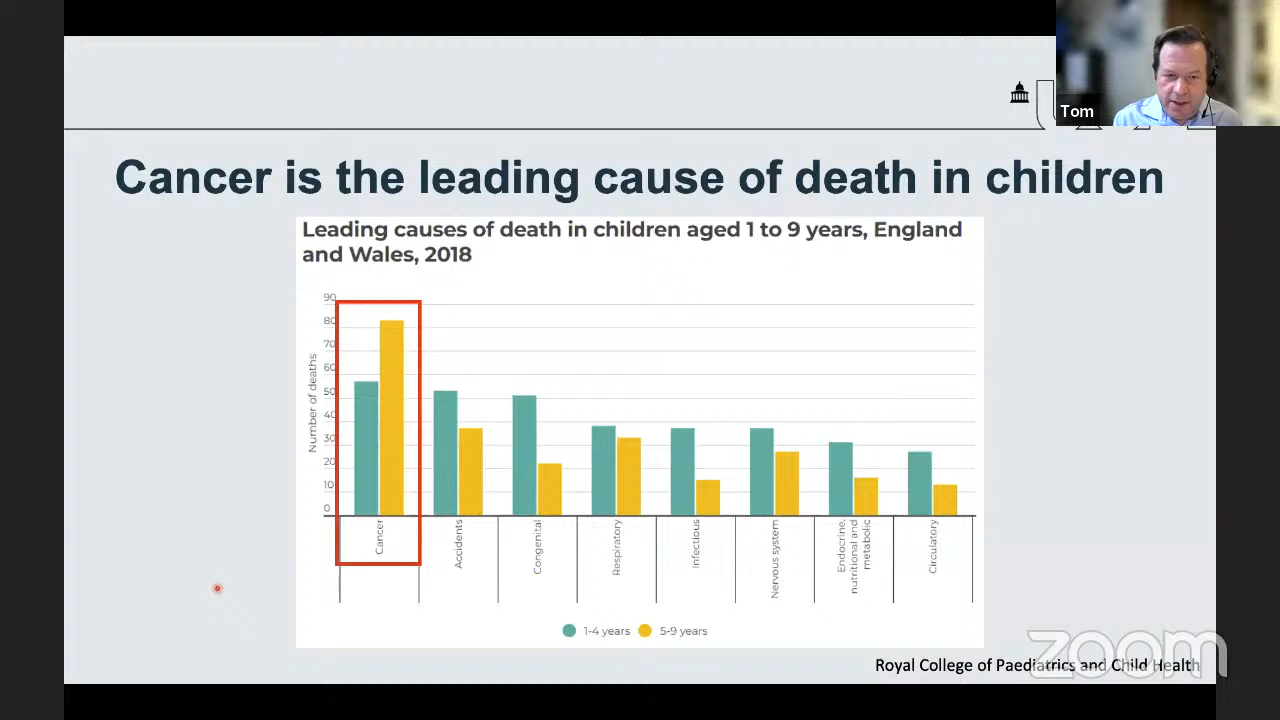 Tom
Cancer is the leading cause of death in children
Leading causes of death in children aged 1 to 9 years, England
and Wales, 2018
Number of deaths
90
80
70
60
50
40
30
20
10
0
Cancer
Accidents
Congenital
Respiratory
Infectious
Nervous system
Endocrine,
nutritional and
metabolic
Circulatory
1-4 years
5-9 years
Royal College of Paediatrics and Child Health
zoom